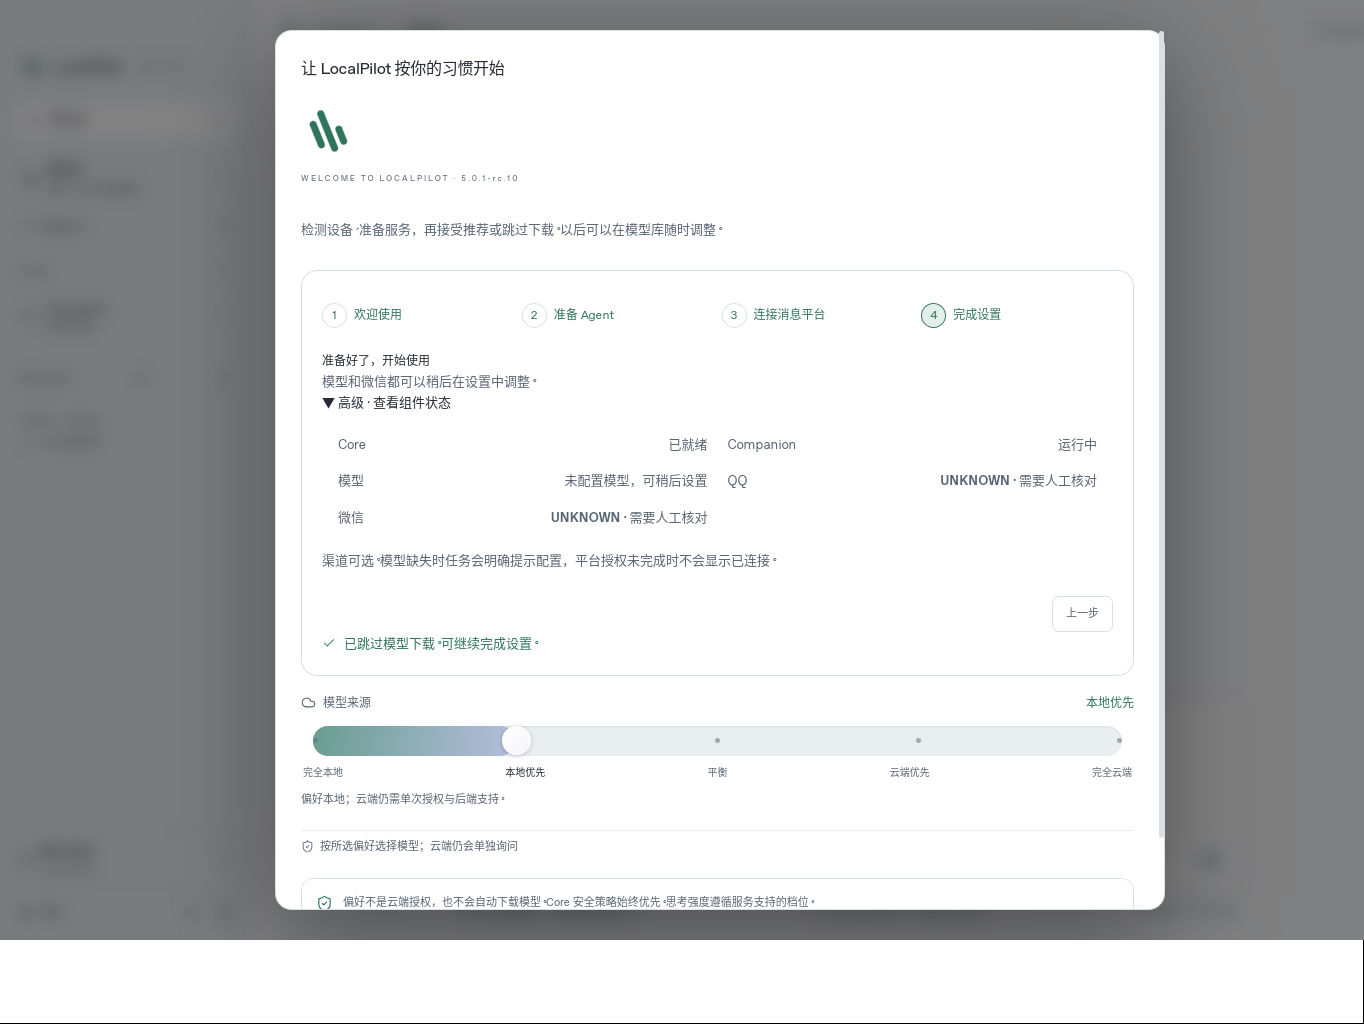 让 LocalPilot 按你的习惯开始
WELCOME TO LOCALPILOT · 5.0.1-rc.10
检测设备、准备服务，再接受推荐或跳过下载。以后可以在模型库随时调整。
1 欢迎使用
2 准备 Agent
3 连接消息平台
4 完成设置
准备好了，开始使用
模型和微信都可以稍后在设置中调整。
▼ 高级 · 查看组件状态
Core 已就绪
Companion 运行中
模型 未配置模型，可稍后设置
QQ UNKNOWN · 需要人工核对
微信 UNKNOWN · 需要人工核对
渠道可选。模型缺失时任务会明确提示配置，平台授权未完成时不会显示已连接。
上一步
已跳过模型下载。可继续完成设置。
模型来源 本地优先
完全本地 本地优先 平衡 云端优先 完全云端
偏好本地；云端仍需单次授权与后端支持。
按所选偏好选择模型；云端仍会单独询问
偏好不是云端授权，也不会自动下载模型。Core 安全策略始终优先。思考强度遵循服务支持的档位。